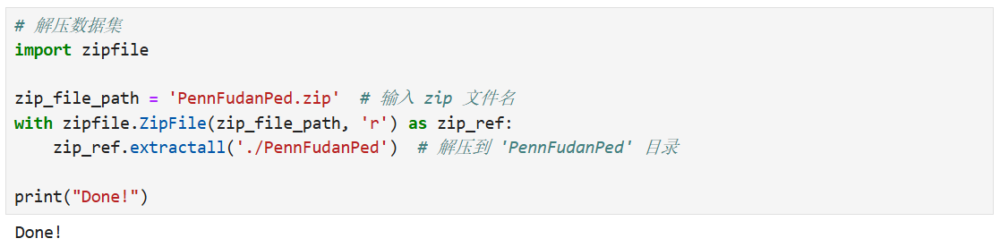 # 解压数据集
import zipfile

zip_file_path = 'PennFudanPed.zip'  # 输入 zip 文件名
with zipfile.ZipFile(zip_file_path, 'r') as zip_ref:
    zip_ref.extractall('./PennFudanPed')  # 解压到 'PennFudanPed' 目录

print("Done!")
Done!